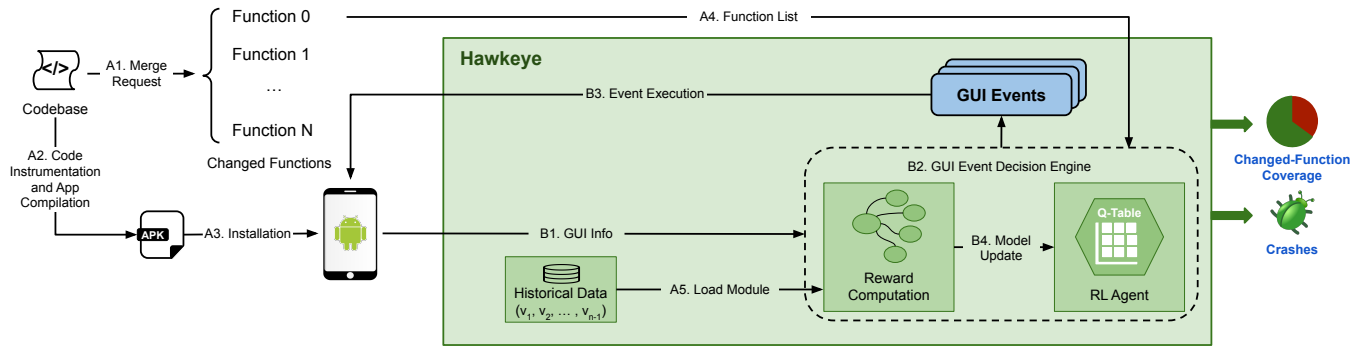 Function 0
A4. Function List
Hawkeye
</>
A1. Merge
Request
Function 1
...
Codebase
Function N
Changed Functions
B3. Event Execution
GUI Events
A2. Code
Instrumentation
and App
Compilation
B2. GUI Event Decision Engine
Changed-Function
Coverage
APK
A3. Installation
B1. GUI Info
Q-Table
B4. Model
Update
Crashes
Historical Data
(v1, v2, ... , vn-1)
A5. Load Module
Reward
Computation
RL Agent